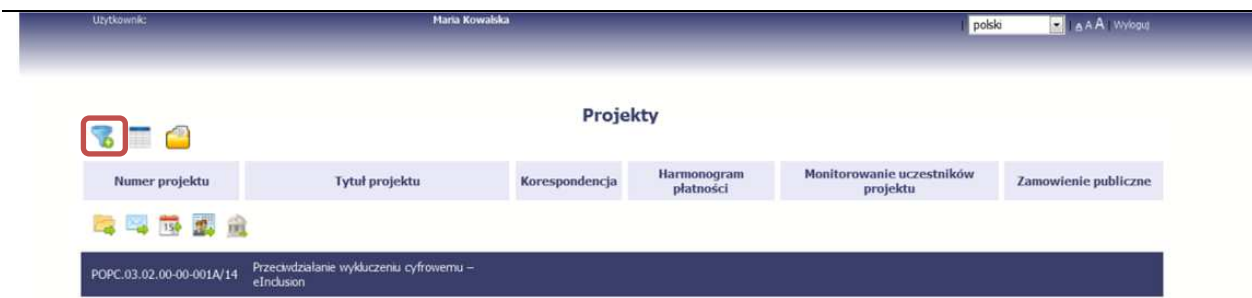 Użytkownik: Maria Kowalska | polski | A A A | Wyloguj
Projekty
Numer projektu Tytuł projektu Korespondencja Harmonogram płatności Monitorowanie uczestników projektu Zamowienie publiczne
15
POPC.03.02.00-00-001A/14 Przeciwdziałanie wykluczeniu cyfrowemu –
eInclusion